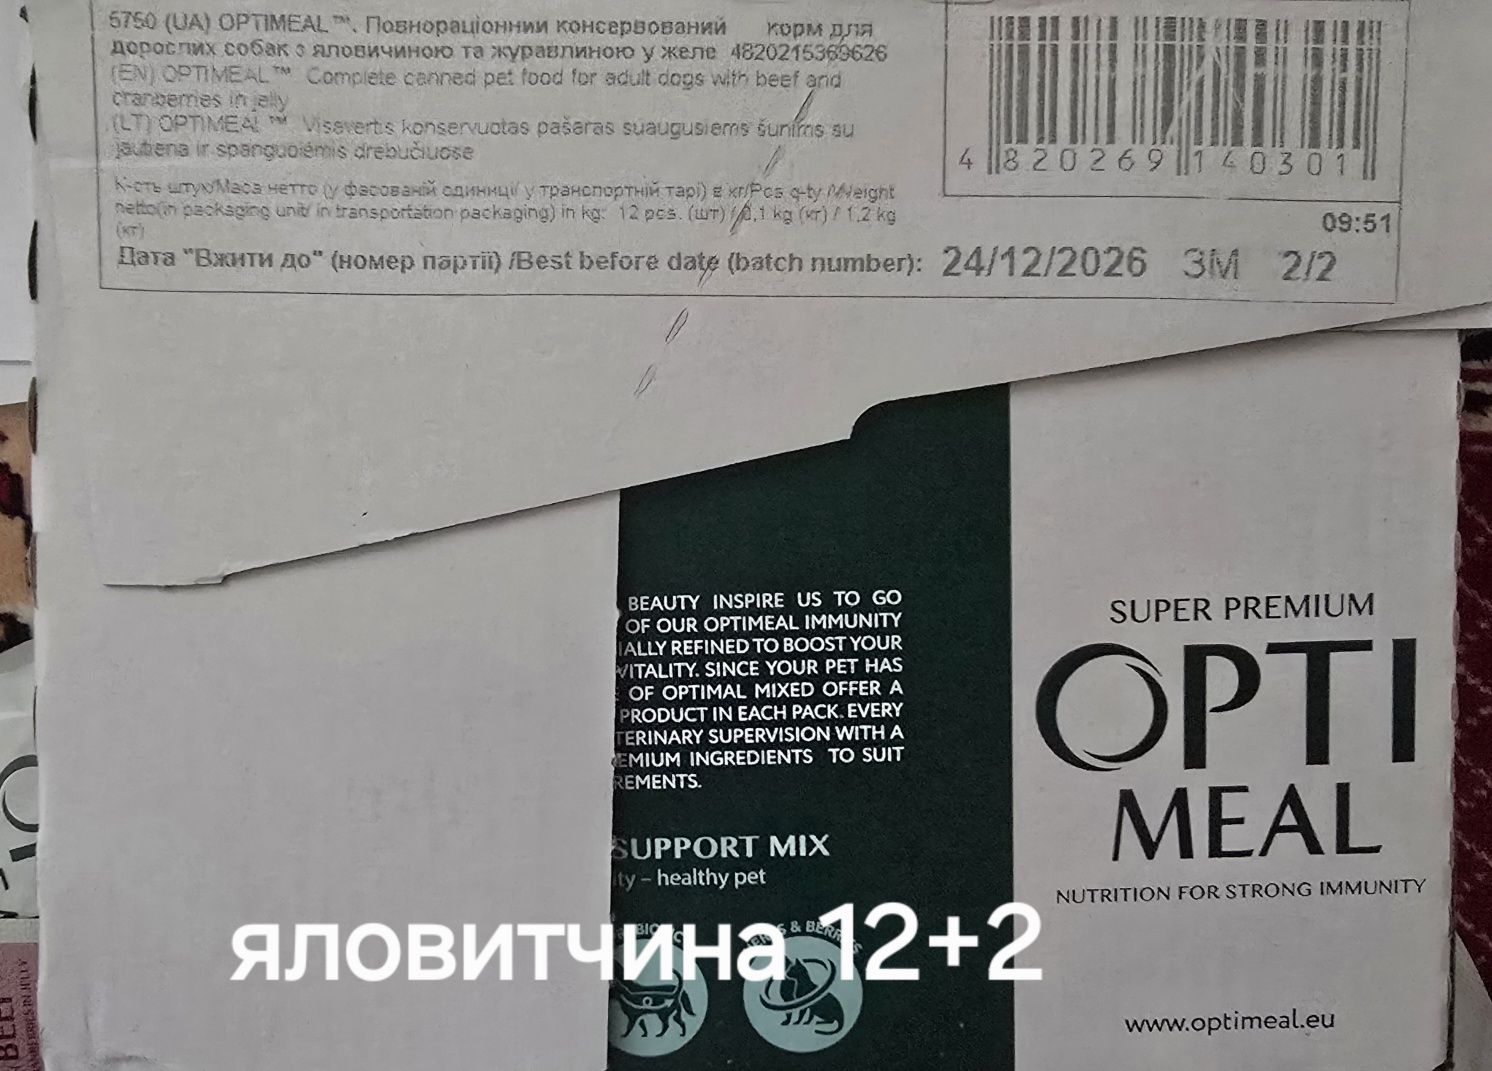 5750 (UA) OPTIMEAL™. Повнораціонний консервований корм для
дорослих собак з яловичиною та журавлиною у желе 4820215369626
(EN) OPTIMEAL™ Complete canned pet food for adult dogs with beef and
cranberries in jelly
(LT) OPTIMEAL™ Visavertis konservuotas pašaras suaugusiems šunims su
jautiena ir spanguolėmis drebučiuose
К-сть штук/Маса нетто (у фасованій одиниці/ у транспортній тарі) в кг/Pcs q-ty /Weight
netto(in packaging unit/ in transportation packaging) in kg: 12 pcs. (шт) / 0,1 kg (кг) / 1,2 kg
(кг)
Дата "Вжити до" (номер партії) /Best before date (batch number): 24/12/2026 3M 2/2
4 820269 140301
09:51
BEAUTY INSPIRE US TO GO
OF OUR OPTIMEAL IMMUNITY
IALLY REFINED TO BOOST YOUR
VITALITY. SINCE YOUR PET HAS
OF OPTIMAL MIXED OFFER A
PRODUCT IN EACH PACK. EVERY
TERINARY SUPERVISION WITH A
EMIUM INGREDIENTS TO SUIT
REMENTS.
SUPPORT MIX
ty – healthy pet
& BERRIES
SUPER PREMIUM
OPTI
MEAL
NUTRITION FOR STRONG IMMUNITY
www.optimeal.eu
яловитчина 12+2
BEEF